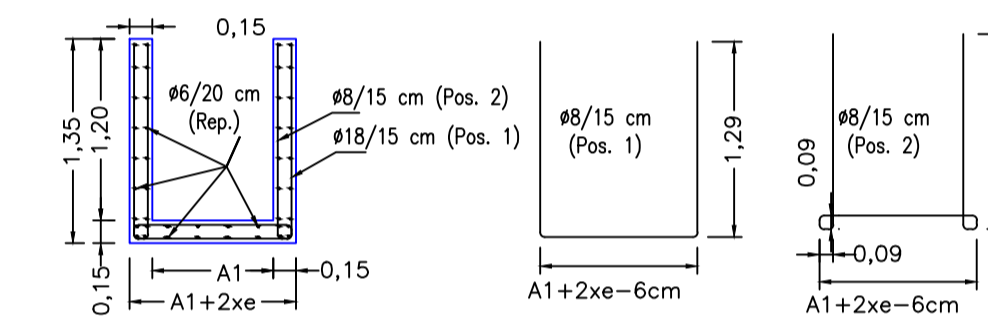 0,15
1,35
1,20
0,15
ø6/20 cm
(Rep.)
ø8/15 cm (Pos. 2)
ø18/15 cm (Pos. 1)
A1
0,15
A1+2xe
ø8/15 cm
(Pos. 1)
1,29
A1+2xe-6cm
ø8/15 cm
(Pos. 2)
0,09
0,09
A1+2xe-6cm